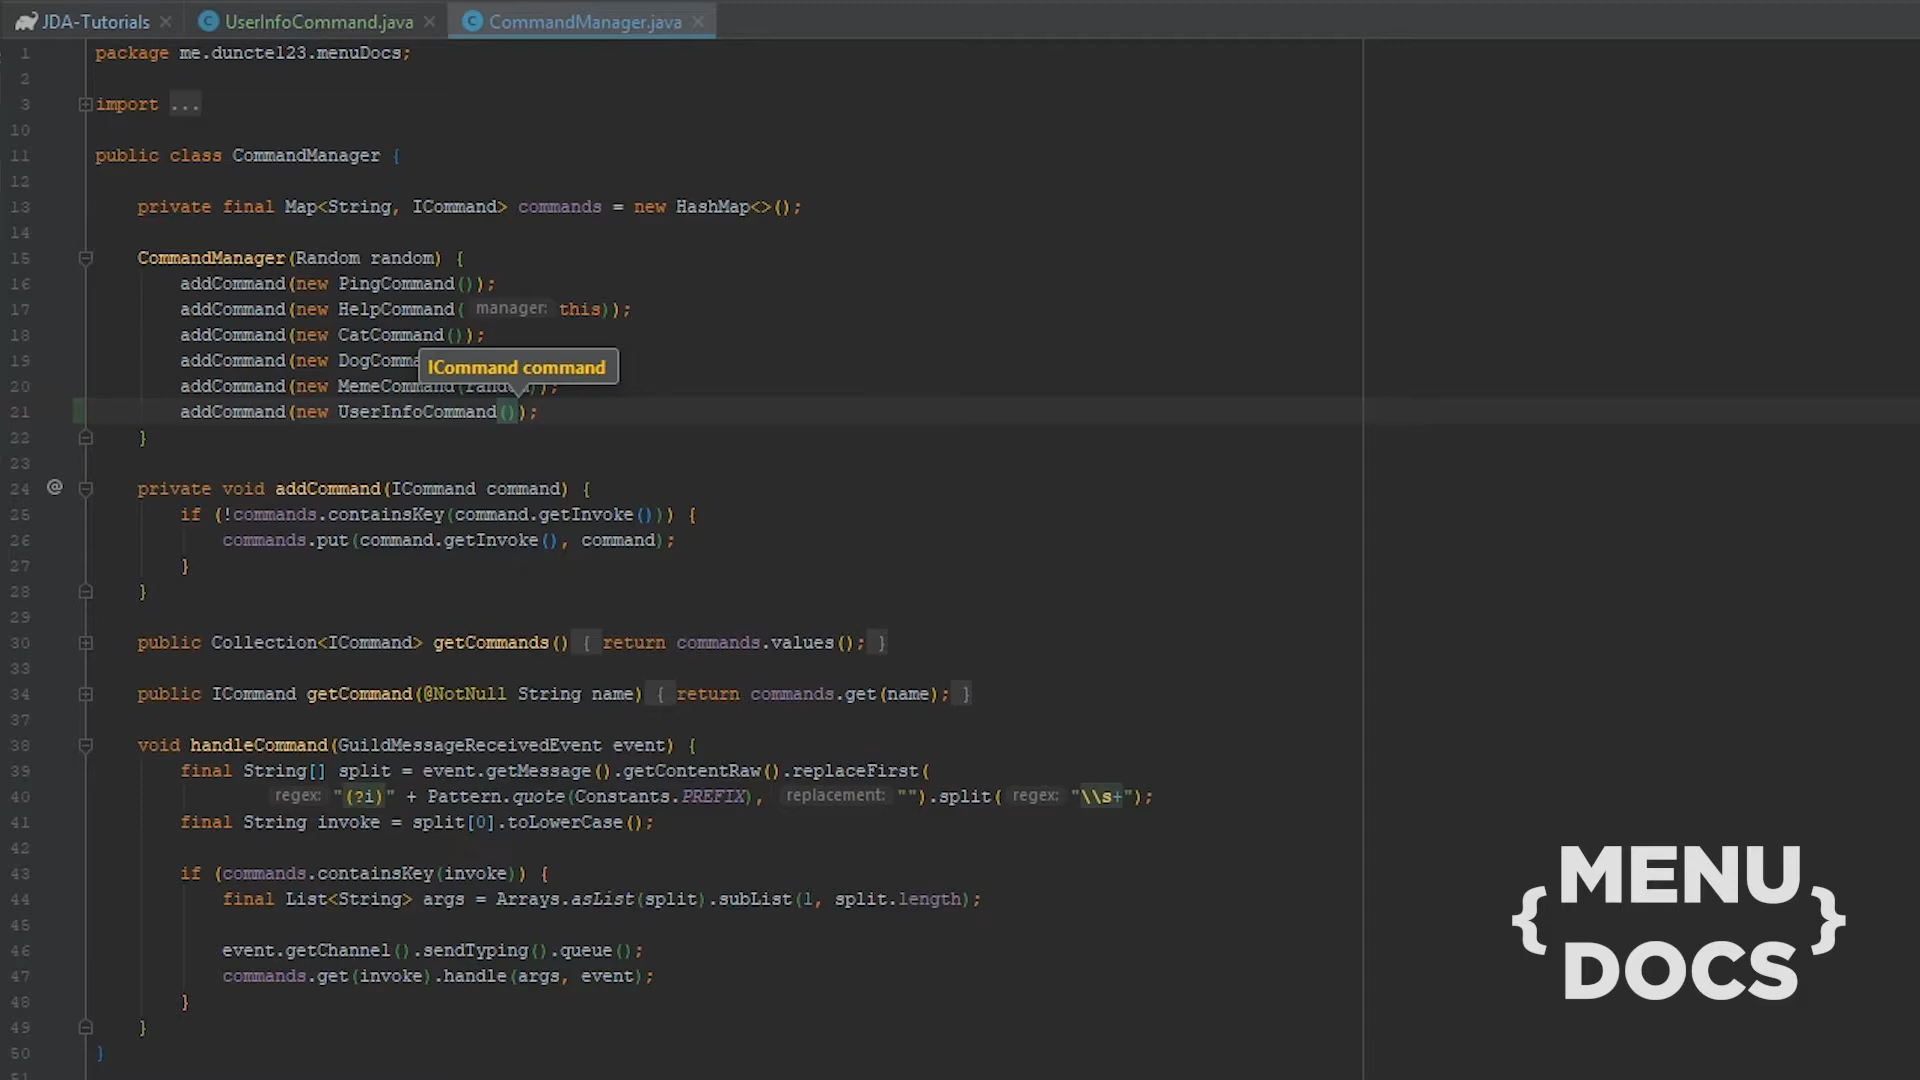 JDA-Tutorials UserInfoCommand.java CommandManager.java
1 package me.duncte123.menuDocs;
2
3 import ...
10
11 public class CommandManager {
12
13 private final Map<String, ICommand> commands = new HashMap<>();
14
15 CommandManager(Random random) {
16 addCommand(new PingCommand());
17 addCommand(new HelpCommand( manager: this));
18 addCommand(new CatCommand());
19 addCommand(new DogComma
ICommand command
20 addCommand(new MemeCommand(random));
21 addCommand(new UserInfoCommand());
22 }
23
24 @ private void addCommand(ICommand command) {
25 if (!commands.containsKey(command.getInvoke())) {
26 commands.put(command.getInvoke(), command);
27 }
28 }
29
30 public Collection<ICommand> getCommands() { return commands.values(); }
33
34 public ICommand getCommand(@NotNull String name) { return commands.get(name); }
37
38 void handleCommand(GuildMessageReceivedEvent event) {
39 final String[] split = event.getMessage().getContentRaw().replaceFirst(
40 regex: "(?i)" + Pattern.quote(Constants.PREFIX), replacement: "").split( regex: "\\s+");
41 final String invoke = split[0].toLowerCase();
42
43 if (commands.containsKey(invoke)) {
44 final List<String> args = Arrays.asList(split).subList(1, split.length);
45
46 event.getChannel().sendTyping().queue();
47 commands.get(invoke).handle(args, event);
48 }
49 }
50 }
51
{MENU
DOCS}